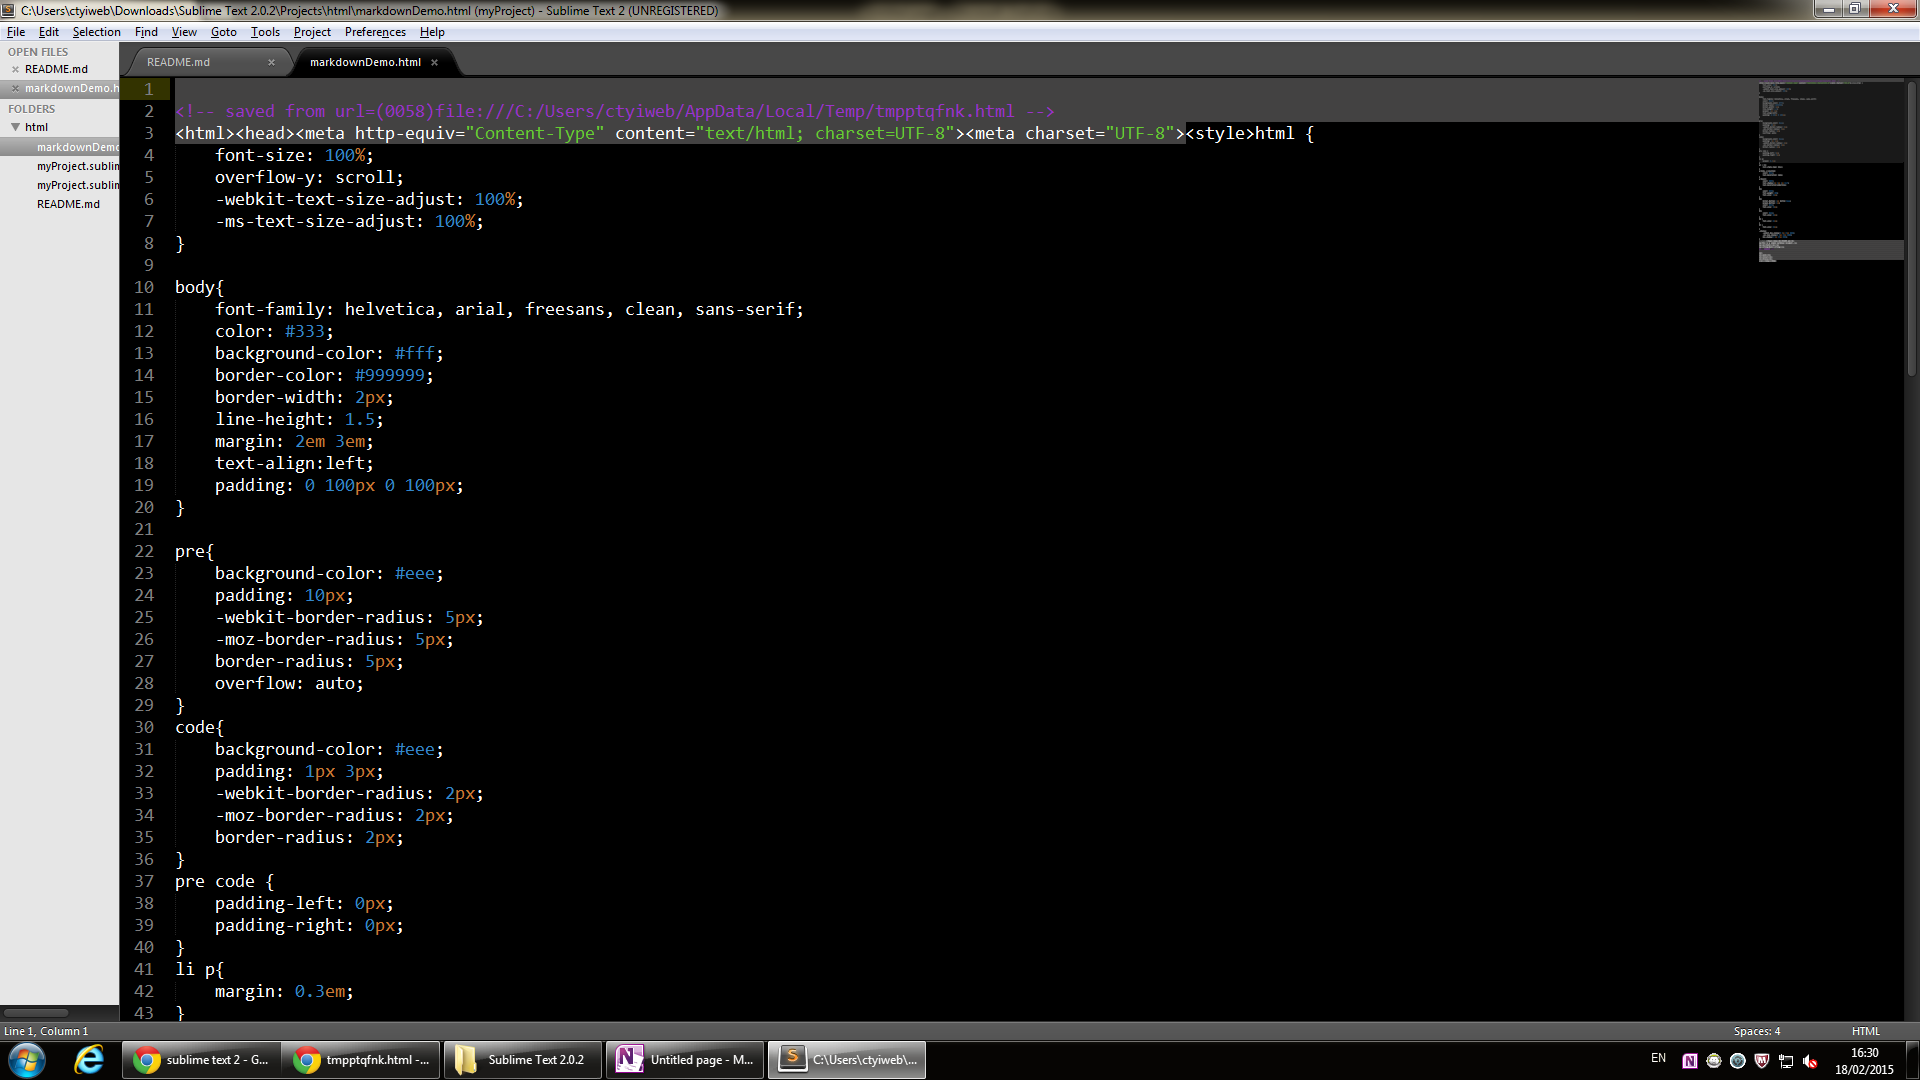 C:\Users\ctyiweb\Downloads\Sublime Text 2.0.2\Projects\html\markdownDemo.html (myProject) - Sublime Text 2 (UNREGISTERED)
File Edit Selection Find View Goto Tools Project Preferences Help
OPEN FILES
README.md
markdownDemo.h
FOLDERS
html
markdownDemo
myProject.sublim
myProject.sublim
README.md
README.md markdownDemo.html
1
2 <!-- saved from url=(0058)file:///C:/Users/ctyiweb/AppData/Local/Temp/tmpptqfnk.html -->
3 <html><head><meta http-equiv="Content-Type" content="text/html; charset=UTF-8"><meta charset="UTF-8"><style>html {
4 font-size: 100%;
5 overflow-y: scroll;
6 -webkit-text-size-adjust: 100%;
7 -ms-text-size-adjust: 100%;
8 }
9
10 body{
11 font-family: helvetica, arial, freesans, clean, sans-serif;
12 color: #333;
13 background-color: #fff;
14 border-color: #999999;
15 border-width: 2px;
16 line-height: 1.5;
17 margin: 2em 3em;
18 text-align:left;
19 padding: 0 100px 0 100px;
20 }
21
22 pre{
23 background-color: #eee;
24 padding: 10px;
25 -webkit-border-radius: 5px;
26 -moz-border-radius: 5px;
27 border-radius: 5px;
28 overflow: auto;
29 }
30 code{
31 background-color: #eee;
32 padding: 1px 3px;
33 -webkit-border-radius: 2px;
34 -moz-border-radius: 2px;
35 border-radius: 2px;
36 }
37 pre code {
38 padding-left: 0px;
39 padding-right: 0px;
40 }
41 li p{
42 margin: 0.3em;
43 }
Line 1, Column 1 Spaces: 4 HTML
sublime text 2 - G... tmpptqfnk.html -... Sublime Text 2.0.2 Untitled page - M... C:\Users\ctyiweb\... EN 16:30
18/02/2015